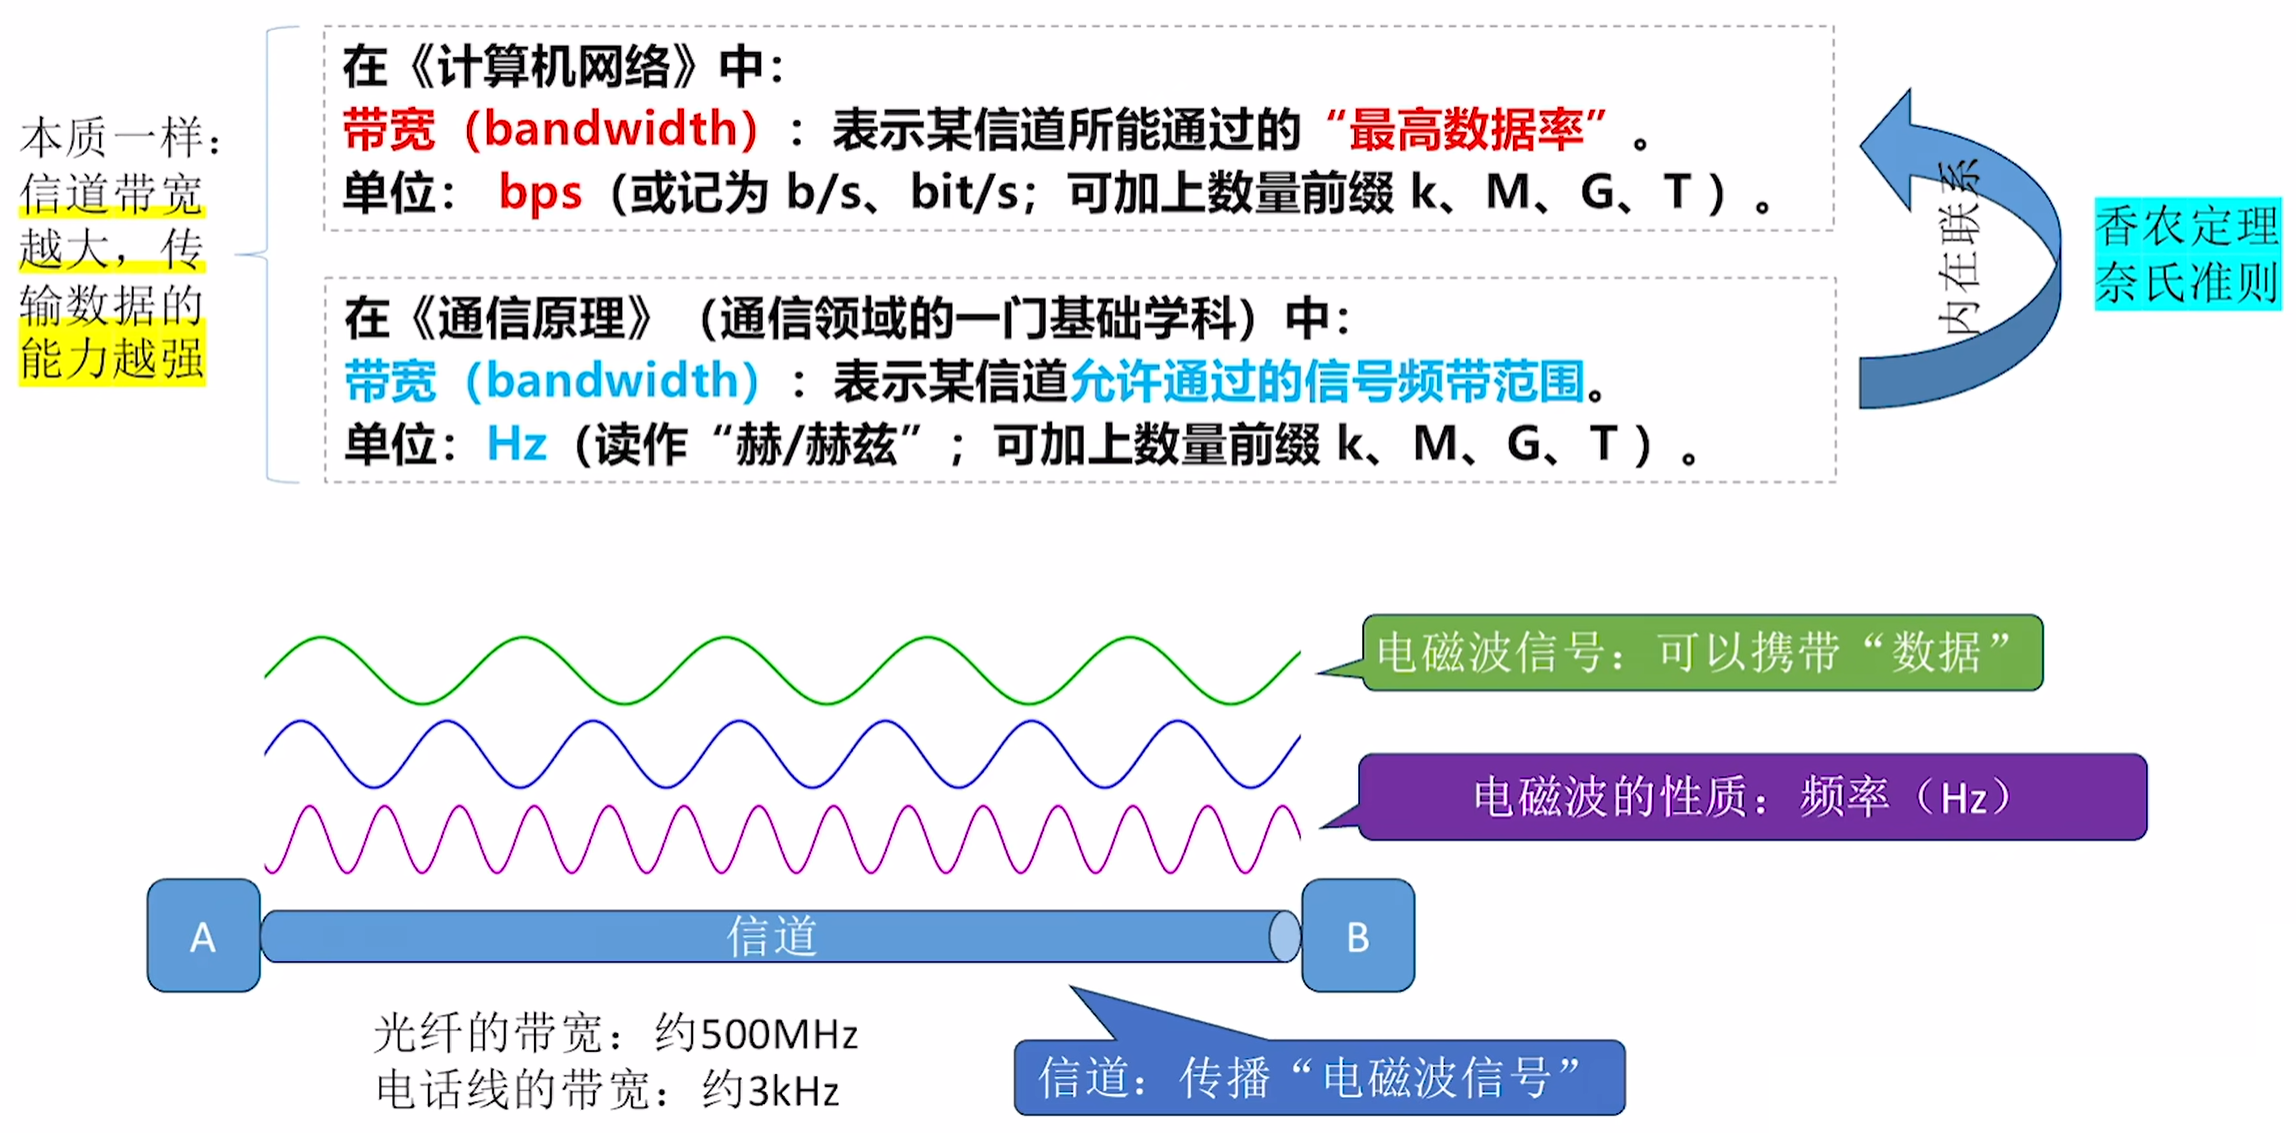 本质一样：
信道带宽
越大，传
输数据的
能力越强
在《计算机网络》中：
带宽（bandwidth）：表示某信道所能通过的“最高数据率”。
单位： bps（或记为 b/s、bit/s；可加上数量前缀 k、M、G、T ）。
在《通信原理》（通信领域的一门基础学科）中：
带宽（bandwidth）：表示某信道允许通过的信号频带范围。
单位：Hz（读作“赫/赫兹”；可加上数量前缀 k、M、G、T ）。
内在联系
香农定理
奈氏准则
电磁波信号：可以携带“数据”
电磁波的性质：频率（Hz）
A
信道
B
光纤的带宽：约500MHz
电话线的带宽：约3kHz
信道：传播“电磁波信号”